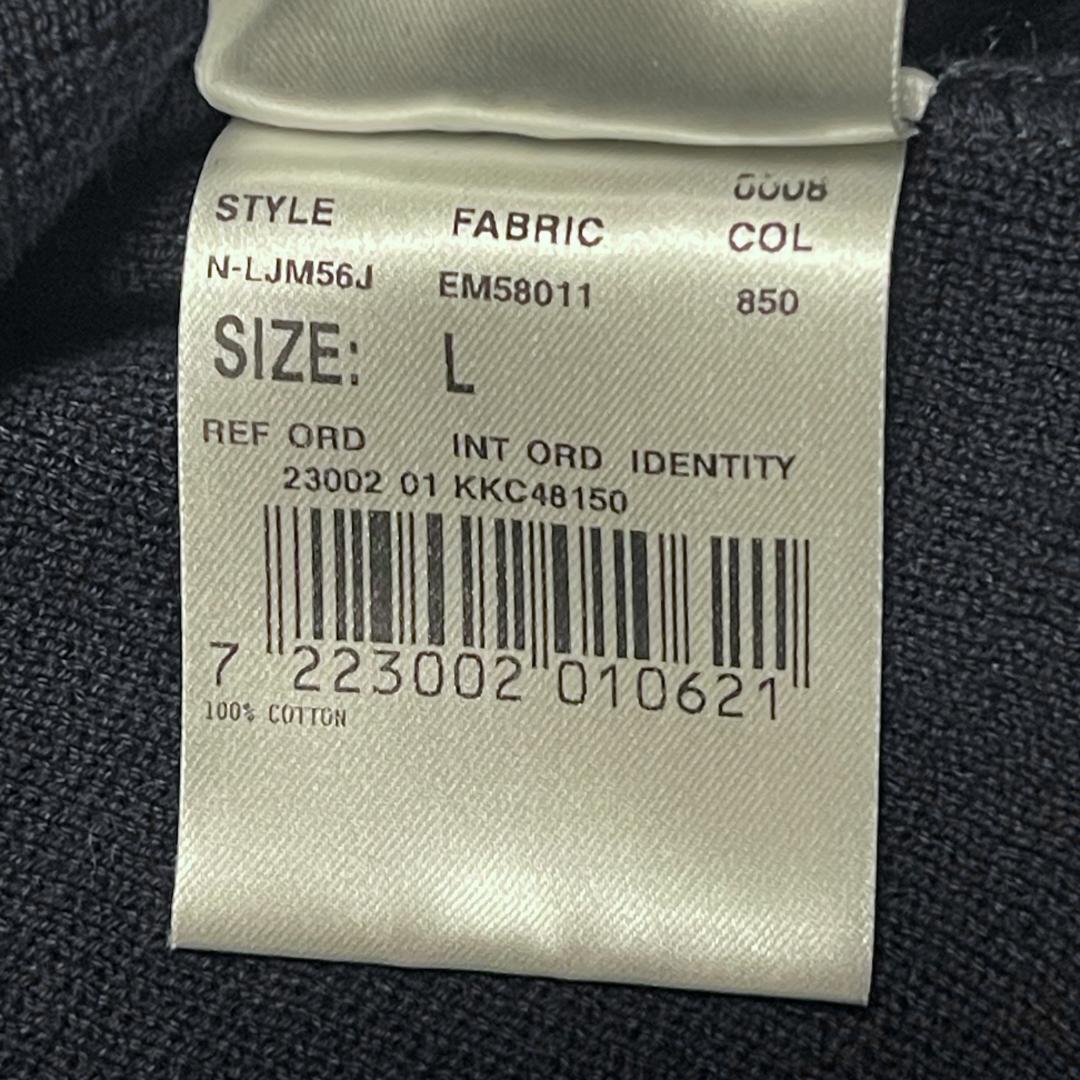 STYLE FABRIC COL
N-LJM56J EM58011 850
SIZE: L
REF ORD INT ORD IDENTITY
23002 01 KKC48150
7 223002 010621
100% COTTON